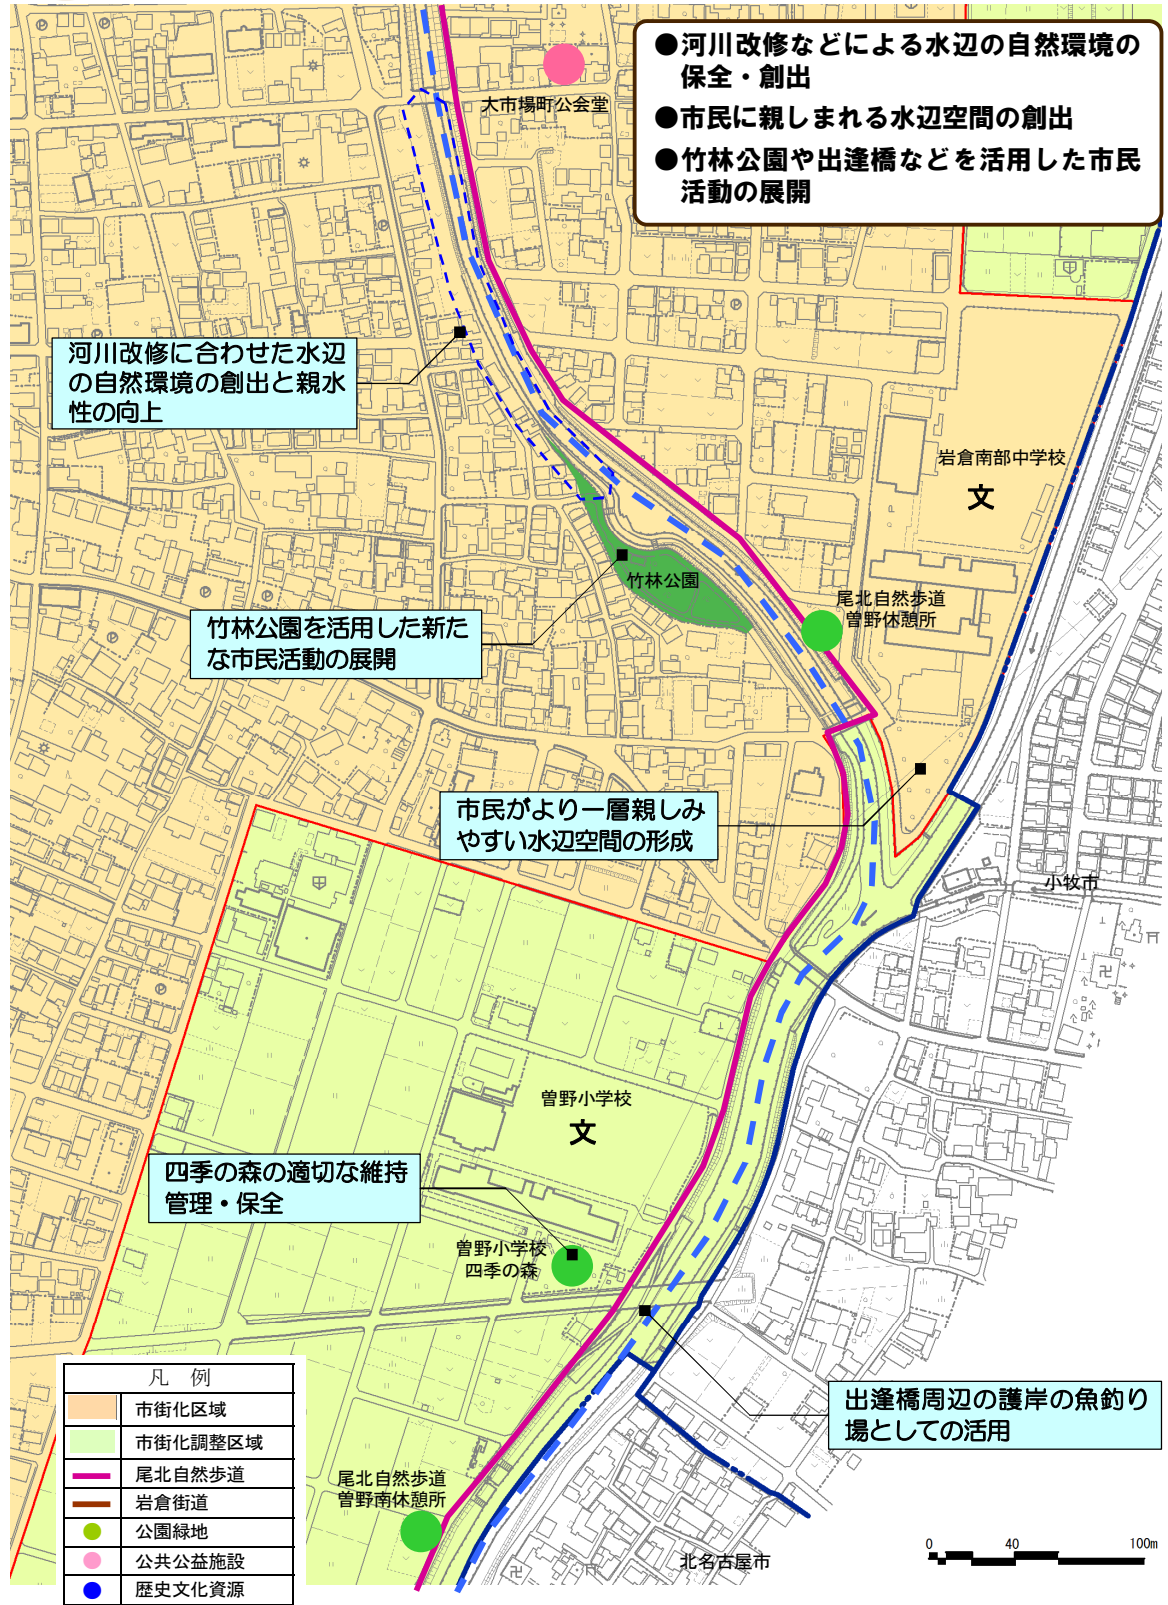 ●河川改修などによる水辺の自然環境の
保全・創出
●市民に親しまれる水辺空間の創出
●竹林公園や出逢橋などを活用した市民
活動の展開
大市場町公会堂
河川改修に合わせた水辺
の自然環境の創出と親水
性の向上
岩倉南部中学校
文
竹林公園
尾北自然歩道
曽野休憩所
竹林公園を活用した新た
な市民活動の展開
市民がより一層親しみ
やすい水辺空間の形成
小牧市
曽野小学校
文
四季の森の適切な維持
管理・保全
曽野小学校
四季の森
出逢橋周辺の護岸の魚釣り
場としての活用
尾北自然歩道
曽野南休憩所
北名古屋市
0 40 100m
凡 例
市街化区域
市街化調整区域
尾北自然歩道
岩倉街道
公園緑地
公共公益施設
歴史文化資源